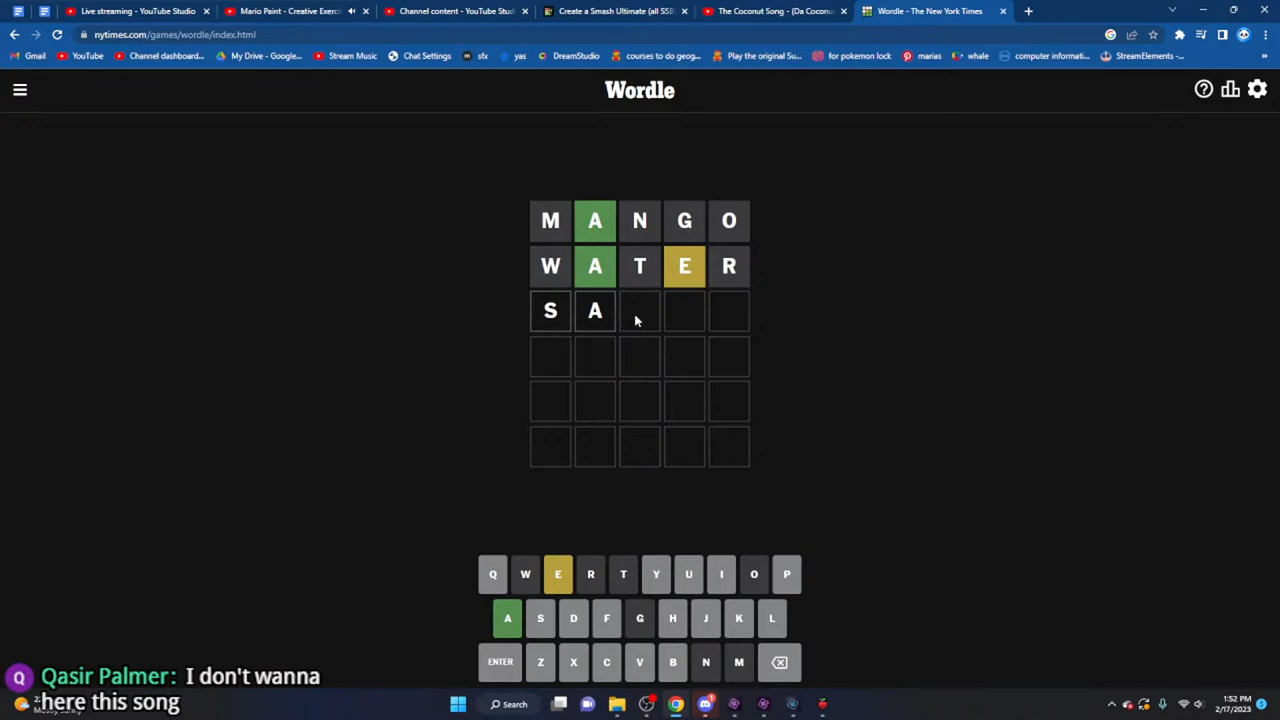 Live streaming - YouTube Studio
Mario Paint - Creative Exerci
Channel content - YouTube Stud
Create a Smash Ultimate (all SSB
The Coconut Song - (Da Coconut
Wordle - The New York Times
nytimes.com/games/wordle/index.html
Gmail
YouTube
Channel dashboard...
My Drive - Google...
Stream Music
Chat Settings
sfx
yas
DreamStudio
courses to do geog...
Play the original Su...
for pokemon lock
marias
whale
computer informati...
StreamElements -...
Wordle
M A N G O
W A T E R
S A
Q W E R T Y U I O P
A S D F G H J K L
ENTER Z X C V B N M
Qasir Palmer: I don't wanna
here this song
Search
1:52 PM
2/17/2023